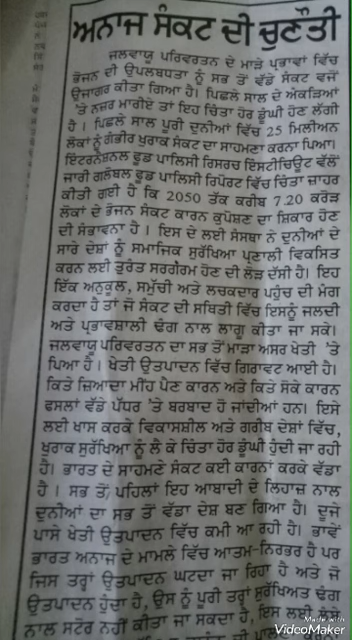 ਅਨਾਜ ਸੰਕਟ ਦੀ ਚੁਣੌਤੀ
ਜਲਵਾਯੂ ਪਰਿਵਰਤਨ ਦੇ ਮਾੜੇ ਪ੍ਰਭਾਵਾਂ ਵਿੱਚ
ਭੋਜਨ ਦੀ ਉਪਲਬਧਤਾ ਨੂੰ ਸਭ ਤੋਂ ਵੱਡੇ ਸੰਕਟ ਵਜੋਂ
ਉਜਾਗਰ ਕੀਤਾ ਗਿਆ ਹੈ। ਪਿਛਲੇ ਸਾਲ ਦੇ ਅੰਕੜਿਆਂ
'ਤੇ ਨਜ਼ਰ ਮਾਰੀਏ ਤਾਂ ਇਹ ਚਿੰਤਾ ਹੋਰ ਡੂੰਘੀ ਹੋਣ ਲੱਗੀ
ਹੈ। ਪਿਛਲੇ ਸਾਲ ਪੂਰੀ ਦੁਨੀਆਂ ਵਿੱਚ 25 ਮਿਲੀਅਨ
ਲੋਕਾਂ ਨੂੰ ਗੰਭੀਰ ਖੁਰਾਕ ਸੰਕਟ ਦਾ ਸਾਹਮਣਾ ਕਰਨਾ ਪਿਆ।
ਇੰਟਰਨੈਸ਼ਨਲ ਫੂਡ ਪਾਲਿਸੀ ਰਿਸਰਚ ਇੰਸਟੀਚਿਊਟ ਵੱਲੋਂ
ਜਾਰੀ ਗਲੋਬਲ ਫੂਡ ਪਾਲਿਸੀ ਰਿਪੋਰਟ ਵਿੱਚ ਚਿੰਤਾ ਜ਼ਾਹਰ
ਕੀਤੀ ਗਈ ਹੈ ਕਿ 2050 ਤੱਕ ਕਰੀਬ 7.20 ਕਰੋੜ
ਲੋਕਾਂ ਦੇ ਭੋਜਨ ਸੰਕਟ ਕਾਰਨ ਕੁਪੋਸ਼ਣ ਦਾ ਸ਼ਿਕਾਰ ਹੋਣ
ਦੀ ਸੰਭਾਵਨਾ ਹੈ। ਇਸ ਦੇ ਲਈ ਸੰਸਥਾ ਨੇ ਦੁਨੀਆਂ ਦੇ
ਸਾਰੇ ਦੇਸ਼ਾਂ ਨੂੰ ਸਮਾਜਿਕ ਸੁਰੱਖਿਆ ਪ੍ਰਣਾਲੀ ਵਿਕਸਿਤ
ਕਰਨ ਲਈ ਤੁਰੰਤ ਸਰਗਰਮ ਹੋਣ ਦੀ ਲੋੜ ਦੱਸੀ ਹੈ। ਇਹ
ਇੱਕ ਅਨੁਕੂਲ, ਸਮੁੱਚੀ ਅਤੇ ਲਚਕਦਾਰ ਪਹੁੰਚ ਦੀ ਮੰਗ
ਕਰਦਾ ਹੈ ਤਾਂ ਜੋ ਸੰਕਟ ਦੀ ਸਥਿਤੀ ਵਿੱਚ ਇਸਨੂੰ ਜਲਦੀ
ਅਤੇ ਪ੍ਰਭਾਵਸ਼ਾਲੀ ਢੰਗ ਨਾਲ ਲਾਗੂ ਕੀਤਾ ਜਾ ਸਕੇ।
ਜਲਵਾਯੂ ਪਰਿਵਰਤਨ ਦਾ ਸਭ ਤੋਂ ਮਾੜਾ ਅਸਰ ਖੇਤੀ 'ਤੇ
ਪਿਆ ਹੈ। ਖੇਤੀ ਉਤਪਾਦਨ ਵਿੱਚ ਗਿਰਾਵਟ ਆਈ ਹੈ।
ਕਿਤੇ ਜ਼ਿਆਦਾ ਮੀਂਹ ਪੈਣ ਕਾਰਨ ਅਤੇ ਕਿਤੇ ਸੋਕੇ ਕਾਰਨ
ਫਸਲਾਂ ਵੱਡੇ ਪੱਧਰ 'ਤੇ ਬਰਬਾਦ ਹੋ ਜਾਂਦੀਆਂ ਹਨ। ਇਸੇ
ਲਈ ਖਾਸ ਕਰਕੇ ਵਿਕਾਸਸ਼ੀਲ ਅਤੇ ਗਰੀਬ ਦੇਸ਼ਾਂ ਵਿੱਚ,
ਖੁਰਾਕ ਸੁਰੱਖਿਆ ਨੂੰ ਲੈ ਕੇ ਚਿੰਤਾ ਹੋਰ ਡੂੰਘੀ ਹੁੰਦੀ ਜਾ ਰਹੀ
ਹੈ। ਭਾਰਤ ਦੇ ਸਾਹਮਣੇ ਸੰਕਟ ਕਈ ਕਾਰਨਾਂ ਕਰਕੇ ਵੱਡਾ
ਹੈ। ਸਭ ਤੋਂ ਪਹਿਲਾਂ ਇਹ ਆਬਾਦੀ ਦੇ ਲਿਹਾਜ਼ ਨਾਲ
ਦੁਨੀਆਂ ਦਾ ਸਭ ਤੋਂ ਵੱਡਾ ਦੇਸ਼ ਬਣ ਗਿਆ ਹੈ। ਦੂਜੇ
ਪਾਸੇ ਖੇਤੀ ਉਤਪਾਦਨ ਵਿੱਚ ਕਮੀ ਆ ਰਹੀ ਹੈ। ਭਾਵੇਂ
ਭਾਰਤ ਅਨਾਜ ਦੇ ਮਾਮਲੇ ਵਿੱਚ ਆਤਮ-ਨਿਰਭਰ ਹੈ ਪਰ
ਜਿਸ ਤਰ੍ਹਾਂ ਉਤਪਾਦਨ ਘਟਦਾ ਜਾ ਰਿਹਾ ਹੈ ਅਤੇ ਜੋ
ਉਤਪਾਦਨ ਹੁੰਦਾ ਹੈ, ਉਸ ਨੂੰ ਪੂਰੀ ਤਰ੍ਹਾਂ ਸੁਰੱਖਿਅਤ ਢੰਗ
ਨਾਲ ਸਟੋਰ ਨਹੀਂ ਕੀਤਾ ਜਾ ਸਕਦਾ ਹੈ, ਇਸ ਲਈ
Made with
VideoMaker